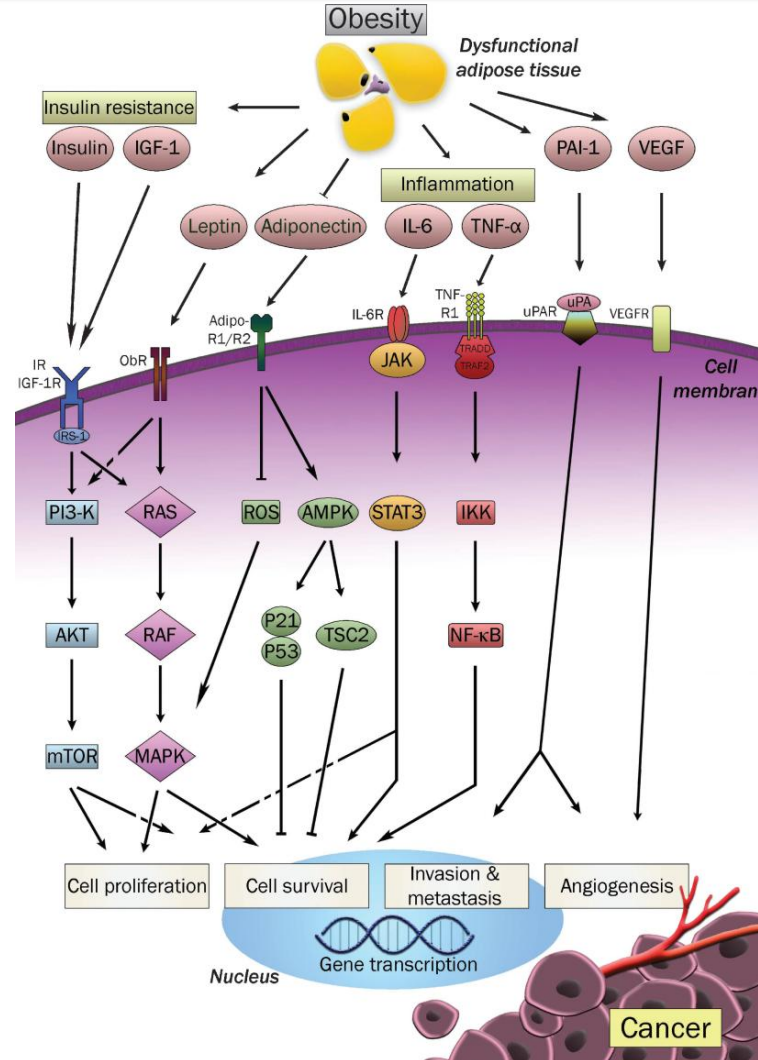 Obesity
Dysfunctional
adipose tissue
Insulin resistance
Insulin
IGF-1
PAI-1
VEGF
Inflammation
Leptin
Adiponectin
IL-6
TNF-α
IL-6R
TNF-
R1
uPA
uPAR
VEGFR
Adipo-
R1/R2
ObR
IR
IGF-1R
JAK
TRADD
TRAF2
Cell
membran
IRS-1
PI3-K
RAS
ROS
AMPK
STAT3
IKK
AKT
RAF
P21
P53
TSC2
NF-κB
mTOR
MAPK
Cell proliferation
Cell survival
Invasion &
metastasis
Angiogenesis
Nucleus
Gene transcription
Cancer